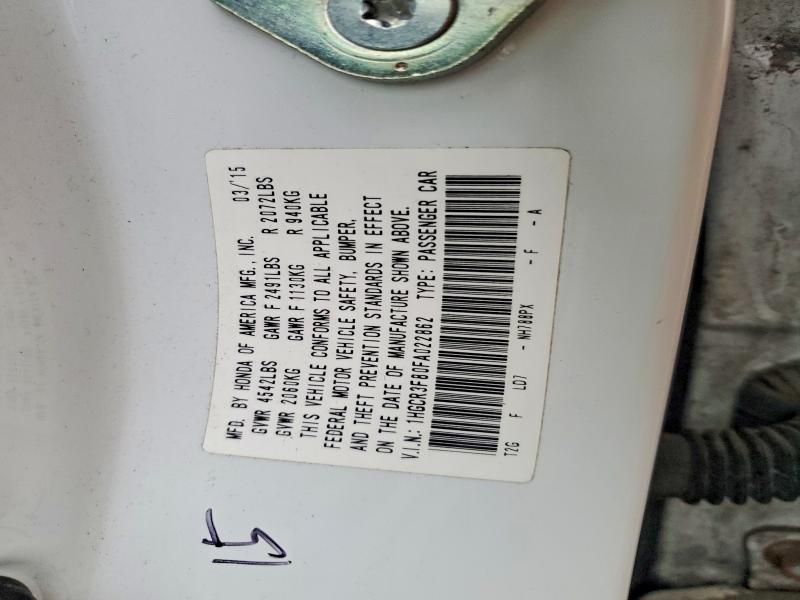 MFD. BY HONDA OF AMERICA MFG., INC. 03/'15
GVWR 4542LBS GAWR F 2491LBS R 2072LBS
GVWR 2060KG GAWR F 1130KG R 940KG
THIS VEHICLE CONFORMS TO ALL APPLICABLE
FEDERAL MOTOR VEHICLE SAFETY, BUMPER,
AND THEFT PREVENTION STANDARDS IN EFFECT
ON THE DATE OF MANUFACTURE SHOWN ABOVE.
V.I.N.: 1HGCR3F80FA022862 TYPE: PASSENGER CAR
T2G F LD7 - NH788PX - F - A
15